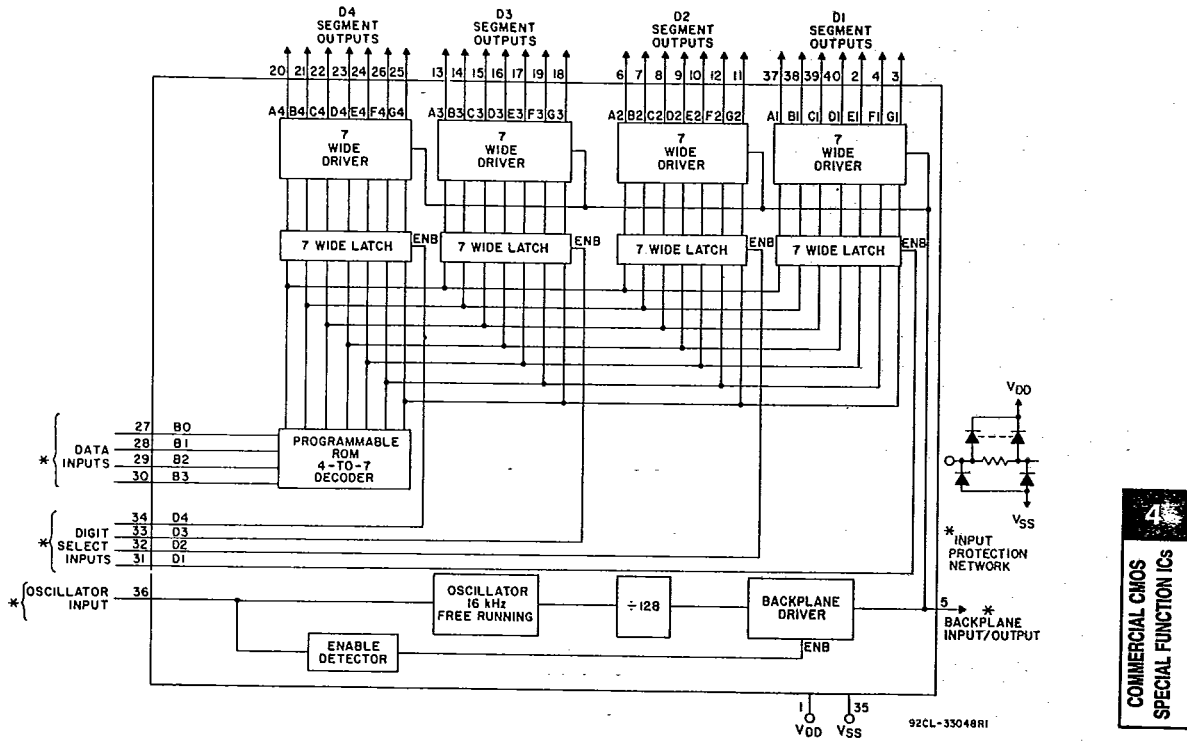 D4
SEGMENT
OUTPUTS
D3
SEGMENT
OUTPUTS
D2
SEGMENT
OUTPUTS
D1
SEGMENT
OUTPUTS
20 21 22 23 24 26 25
13 14 15 16 17 19 18
6 7 8 9 10 12 11
37 38 39 40 2 4 3
A4 B4 C4 D4 E4 F4 G4
A3 B3 C3 D3 E3 F3 G3
A2 B2 C2 D2 E2 F2 G2
A1 B1 C1 D1 E1 F1 G1
7
WIDE
DRIVER
7
WIDE
DRIVER
7
WIDE
DRIVER
7
WIDE
DRIVER
7 WIDE LATCH
ENB
7 WIDE LATCH
ENB
7 WIDE LATCH
ENB
7 WIDE LATCH
ENB
* DATA
INPUTS
27 B0
28 B1
29 B2
30 B3
PROGRAMMABLE
ROM
4-TO-7
DECODER
* DIGIT
SELECT
INPUTS
34 D4
33 D3
32 D2
31 D1
* OSCILLATOR
INPUT
36
OSCILLATOR
16 kHz
FREE RUNNING
÷128
BACKPLANE
DRIVER
ENB
ENABLE
DETECTOR
5 *
BACKPLANE
INPUT/OUTPUT
VDD
VSS
* INPUT
PROTECTION
NETWORK
1
VDD
35
VSS
92CL-33048R1
4
COMMERCIAL CMOS
SPECIAL FUNCTION ICs